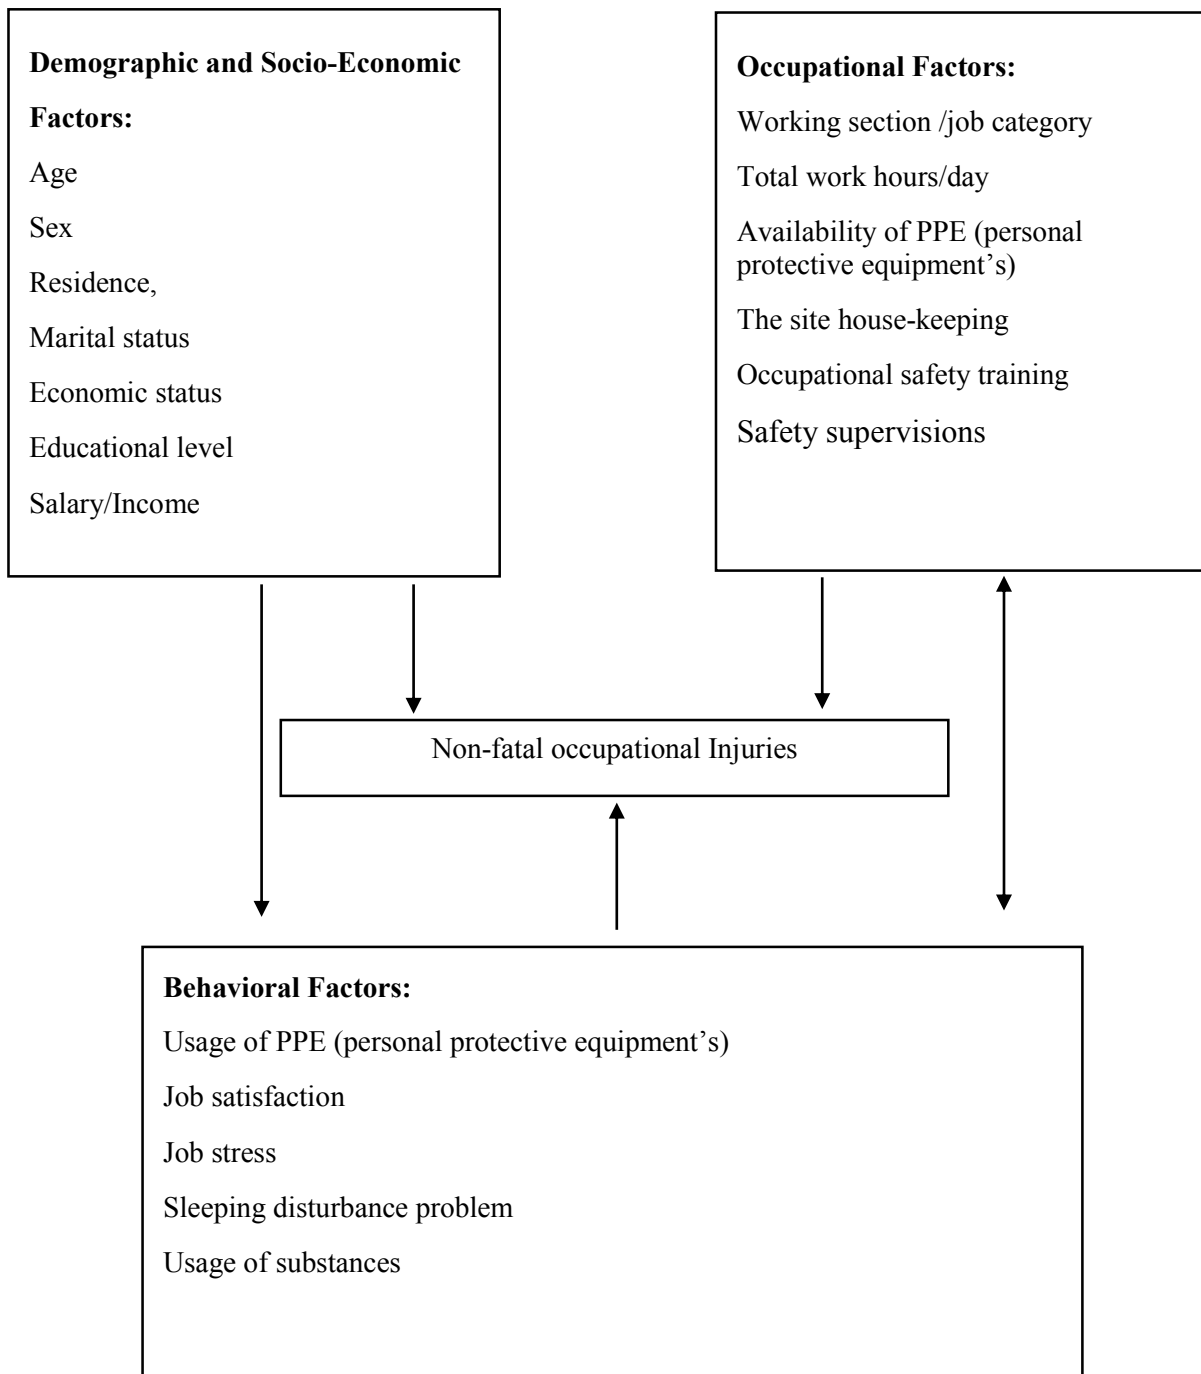 Demographic and Socio-Economic
Factors:
Age
Sex
Residence,
Marital status
Economic status
Educational level
Salary/Income
Occupational Factors:
Working section /job category
Total work hours/day
Availability of PPE (personal
protective equipment’s)
The site house-keeping
Occupational safety training
Safety supervisions
Non-fatal occupational Injuries
Behavioral Factors:
Usage of PPE (personal protective equipment’s)
Job satisfaction
Job stress
Sleeping disturbance problem
Usage of substances